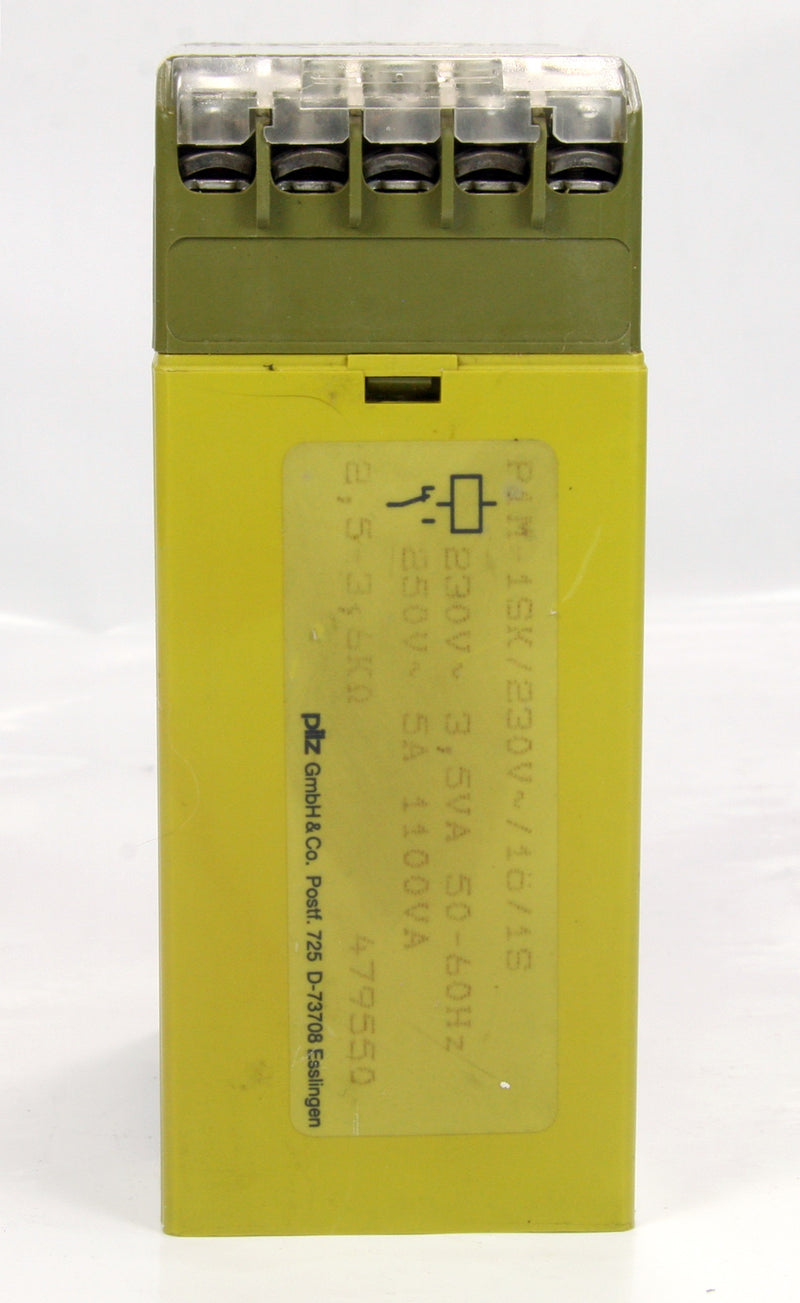 P1M-1SK/230V~/1ö/1S
230V~ 3,5VA 50-60Hz
250V~ 5A 1100VA
2,5-3,6KΩ 479550
pilz GmbH & Co. Postf. 725 D-73708 Esslingen